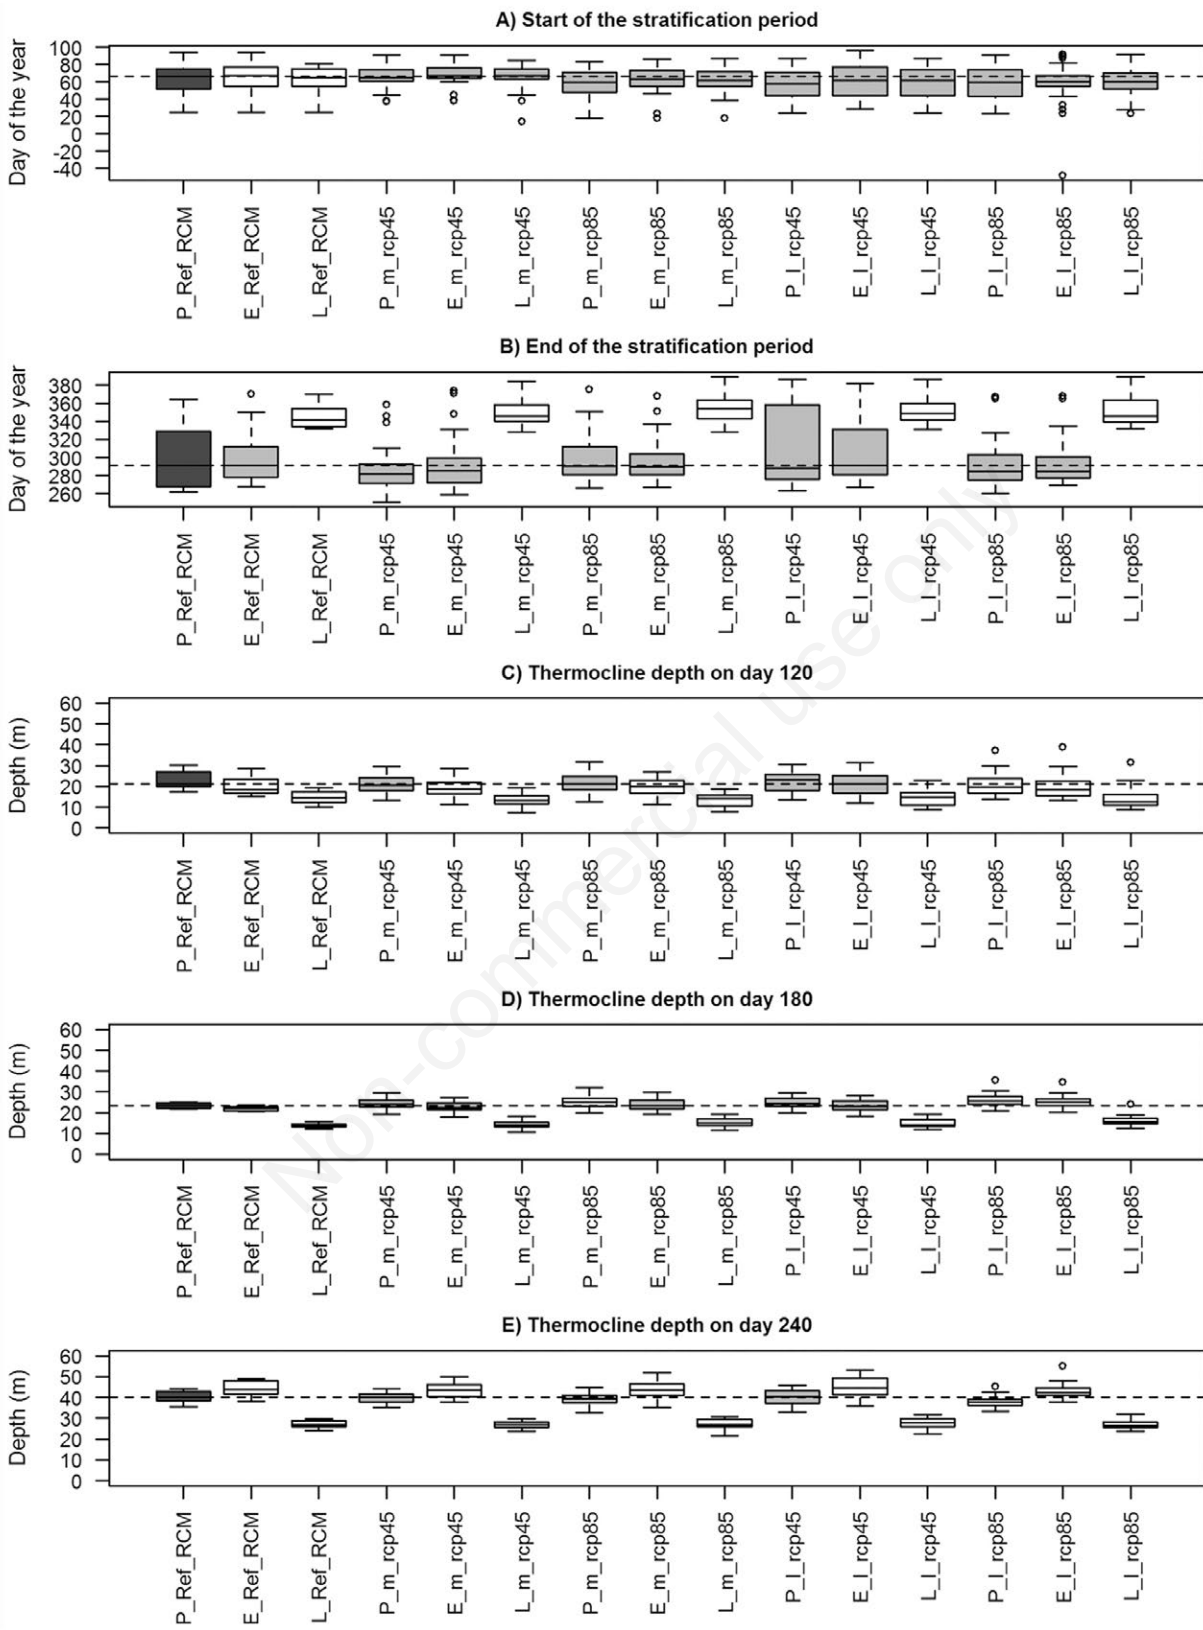 A) Start of the stratification period
Day of the year
100
80
60
40
20
0
-20
-40
P_Ref_RCM
E_Ref_RCM
L_Ref_RCM
P_m_rcp45
E_m_rcp45
L_m_rcp45
P_m_rcp85
E_m_rcp85
L_m_rcp85
P_l_rcp45
E_l_rcp45
L_l_rcp45
P_l_rcp85
E_l_rcp85
L_l_rcp85
B) End of the stratification period
Day of the year
380
360
340
320
300
280
260
P_Ref_RCM
E_Ref_RCM
L_Ref_RCM
P_m_rcp45
E_m_rcp45
L_m_rcp45
P_m_rcp85
E_m_rcp85
L_m_rcp85
P_l_rcp45
E_l_rcp45
L_l_rcp45
P_l_rcp85
E_l_rcp85
L_l_rcp85
C) Thermocline depth on day 120
Depth (m)
60
50
40
30
20
10
0
P_Ref_RCM
E_Ref_RCM
L_Ref_RCM
P_m_rcp45
E_m_rcp45
L_m_rcp45
P_m_rcp85
E_m_rcp85
L_m_rcp85
P_l_rcp45
E_l_rcp45
L_l_rcp45
P_l_rcp85
E_l_rcp85
L_l_rcp85
D) Thermocline depth on day 180
Depth (m)
60
50
40
30
20
10
0
P_Ref_RCM
E_Ref_RCM
L_Ref_RCM
P_m_rcp45
E_m_rcp45
L_m_rcp45
P_m_rcp85
E_m_rcp85
L_m_rcp85
P_l_rcp45
E_l_rcp45
L_l_rcp45
P_l_rcp85
E_l_rcp85
L_l_rcp85
E) Thermocline depth on day 240
Depth (m)
60
50
40
30
20
10
0
P_Ref_RCM
E_Ref_RCM
L_Ref_RCM
P_m_rcp45
E_m_rcp45
L_m_rcp45
P_m_rcp85
E_m_rcp85
L_m_rcp85
P_l_rcp45
E_l_rcp45
L_l_rcp45
P_l_rcp85
E_l_rcp85
L_l_rcp85
Non-commercial use only